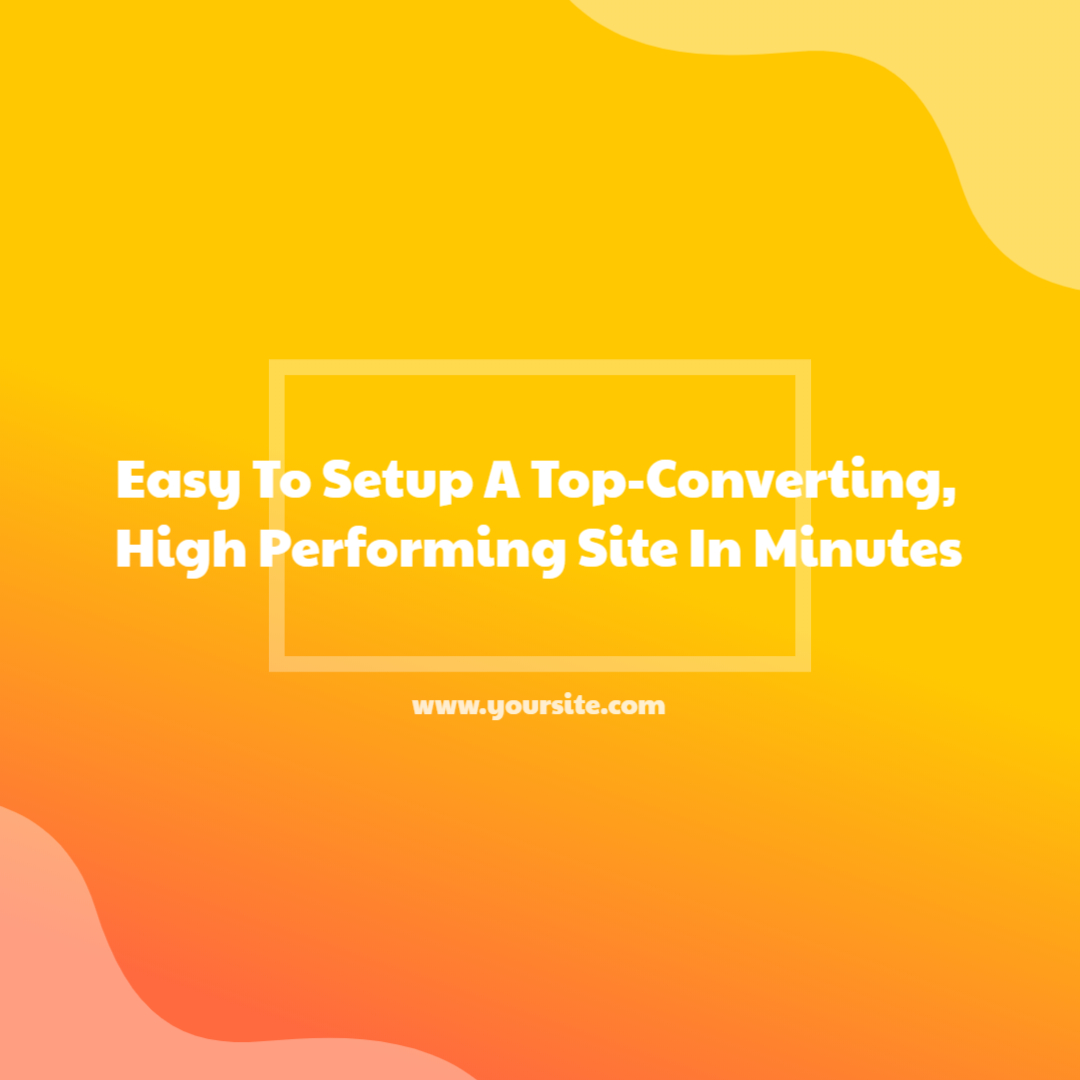 Easy To Setup A Top-Converting,
High Performing Site In Minutes
www.yoursite.com